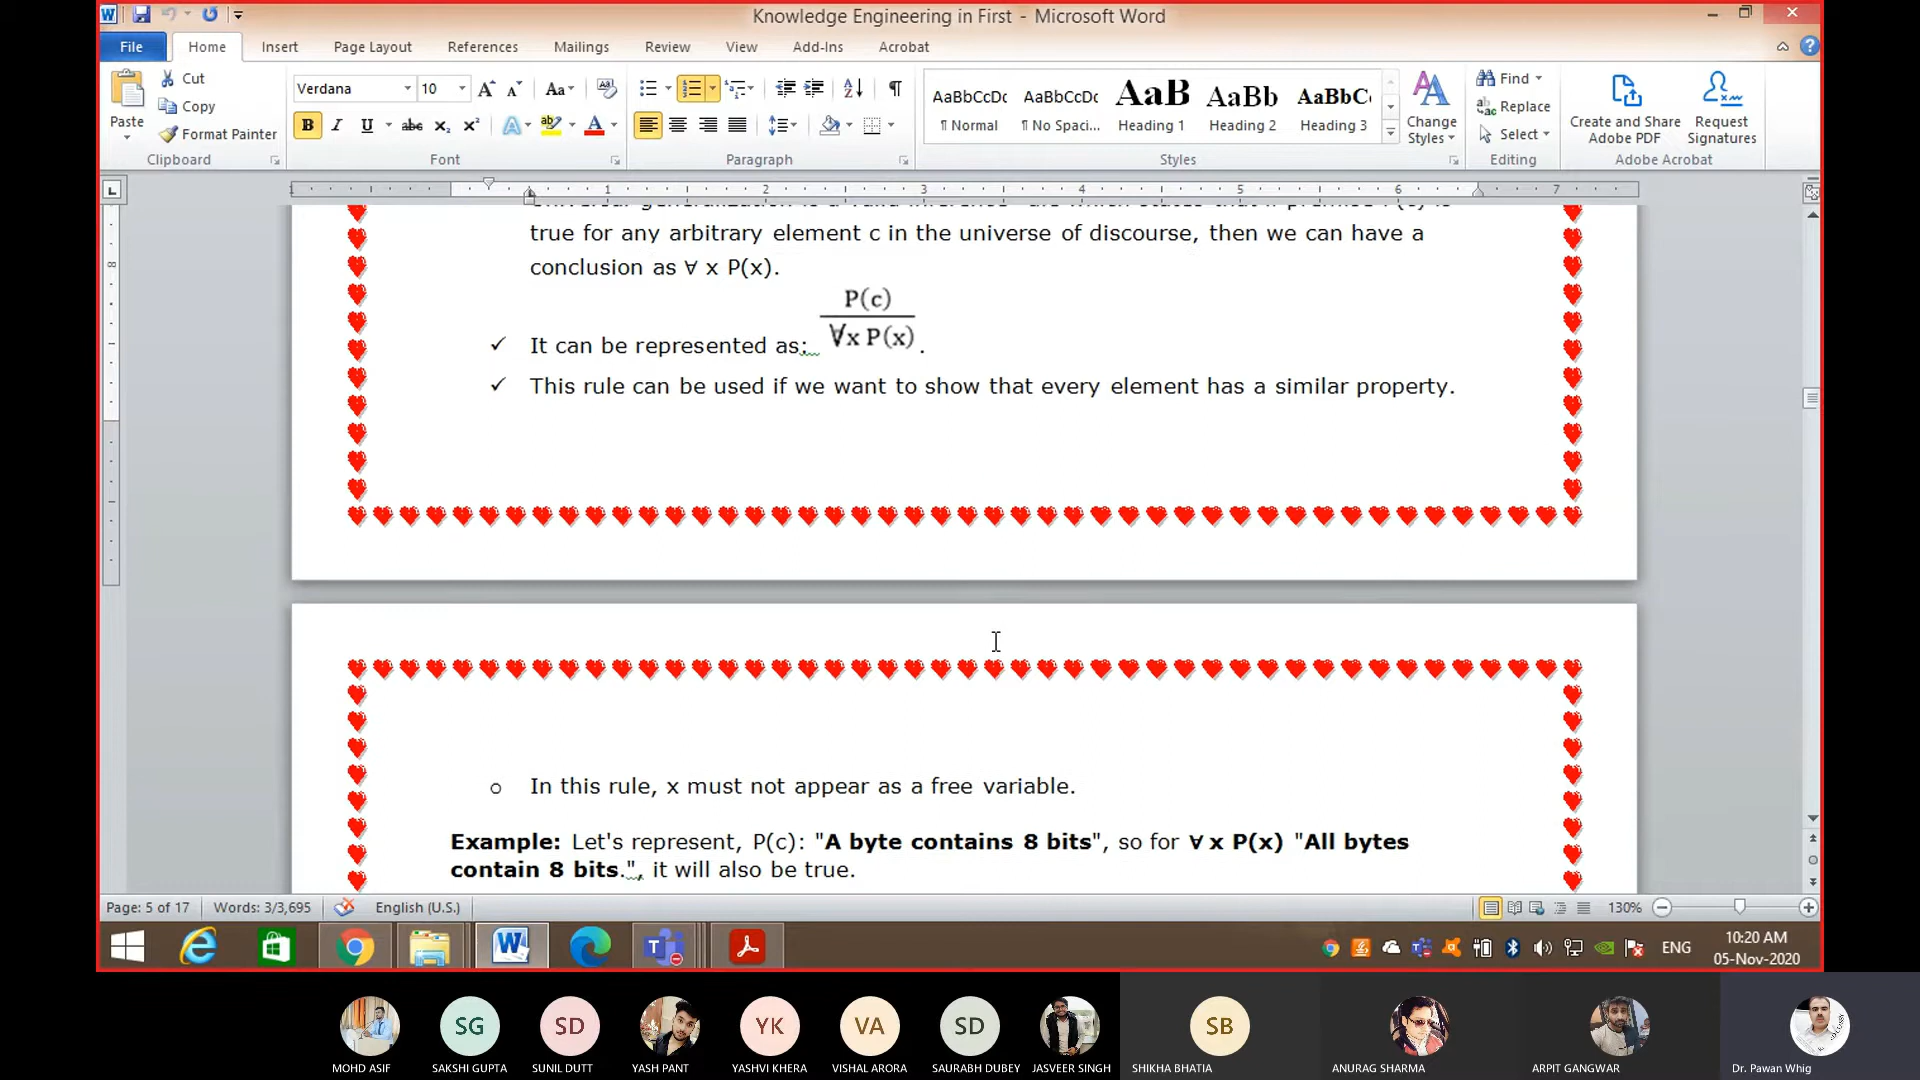 Knowledge Engineering in First - Microsoft Word
File Home Insert Page Layout References Mailings Review View Add-Ins Acrobat
Paste
Cut
Copy
Format Painter
Clipboard
Verdana 10
Font
Paragraph
AaBbCcDc ¶ Normal
AaBbCcDc ¶ No Spaci...
AaB Heading 1
AaBb Heading 2
AaBbC Heading 3
Change Styles
Styles
Find
Replace
Select
Editing
Create and Share Adobe PDF
Request Signatures
Adobe Acrobat
1 1 2 3 4 5 6 7
true for any arbitrary element c in the universe of discourse, then we can have a
conclusion as ∀ x P(x).
P(c)
∀x P(x)
✓ It can be represented as: .
✓ This rule can be used if we want to show that every element has a similar property.
o In this rule, x must not appear as a free variable.
Example: Let's represent, P(c): "A byte contains 8 bits", so for ∀ x P(x) "All bytes
contain 8 bits.", it will also be true.
Page: 5 of 17 Words: 3/3,695 English (U.S.) 130%
ENG
10:20 AM
05-Nov-2020
SG SD YK VA SD SB
MOHD ASIF SAKSHI GUPTA SUNIL DUTT YASH PANT YASHVI KHERA VISHAL ARORA SAURABH DUBEY JASVEER SINGH SHIKHA BHATIA ANURAG SHARMA ARPIT GANGWAR Dr. Pawan Whig